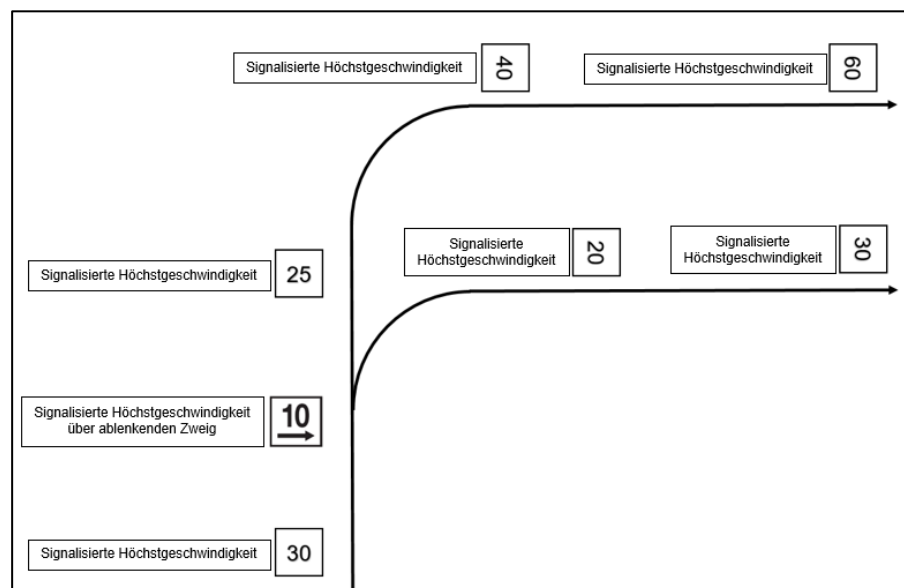 Signalisierte Höchstgeschwindigkeit
40
Signalisierte Höchstgeschwindigkeit
60
Signalisierte
Höchstgeschwindigkeit
20
Signalisierte
Höchstgeschwindigkeit
30
Signalisierte Höchstgeschwindigkeit
25
Signalisierte Höchstgeschwindigkeit
über ablenkenden Zweig
10
Signalisierte Höchstgeschwindigkeit
30